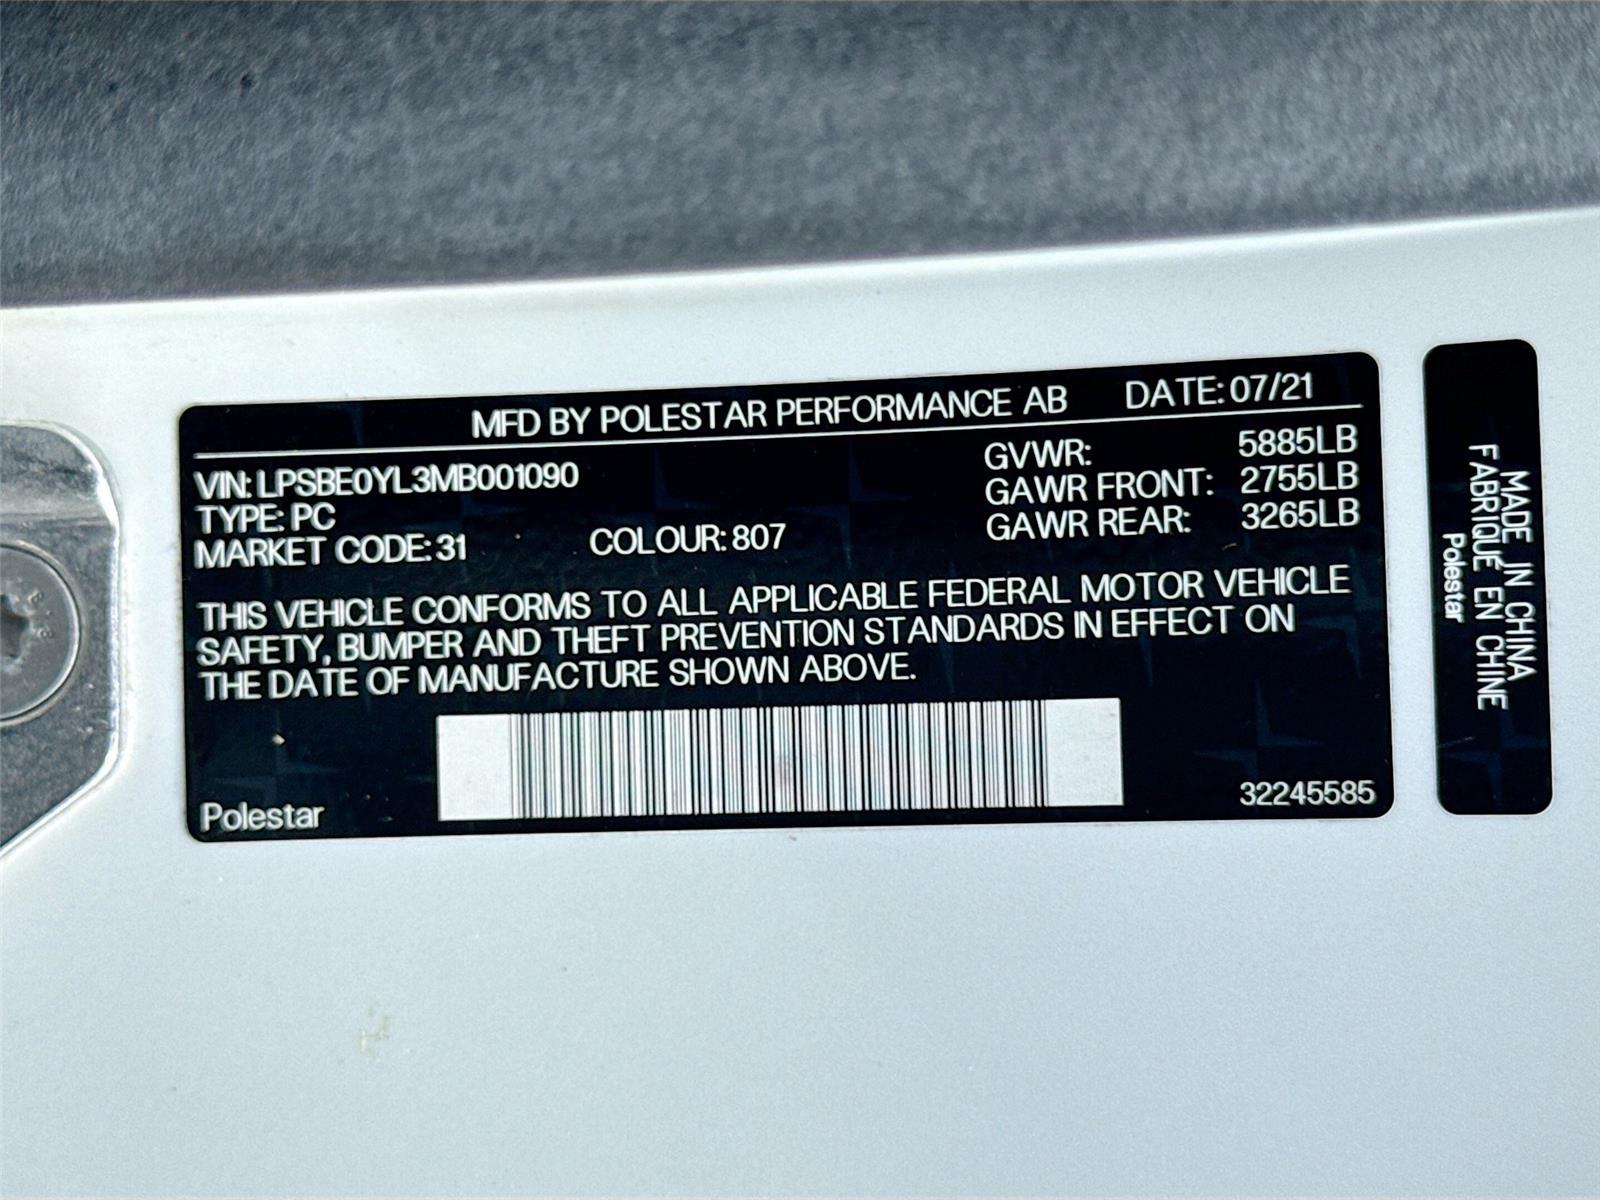 MFD BY POLESTAR PERFORMANCE AB DATE: 07/21
VIN: LPSBE0YL3MB001090
TYPE: PC
MARKET CODE: 31
COLOUR: 807
GVWR: 5885LB
GAWR FRONT: 2755LB
GAWR REAR: 3265LB
THIS VEHICLE CONFORMS TO ALL APPLICABLE FEDERAL MOTOR VEHICLE
SAFETY, BUMPER AND THEFT PREVENTION STANDARDS IN EFFECT ON
THE DATE OF MANUFACTURE SHOWN ABOVE.
Polestar
32245585
MADE IN CHINA
FABRIQUÉ EN CHINE
Polestar